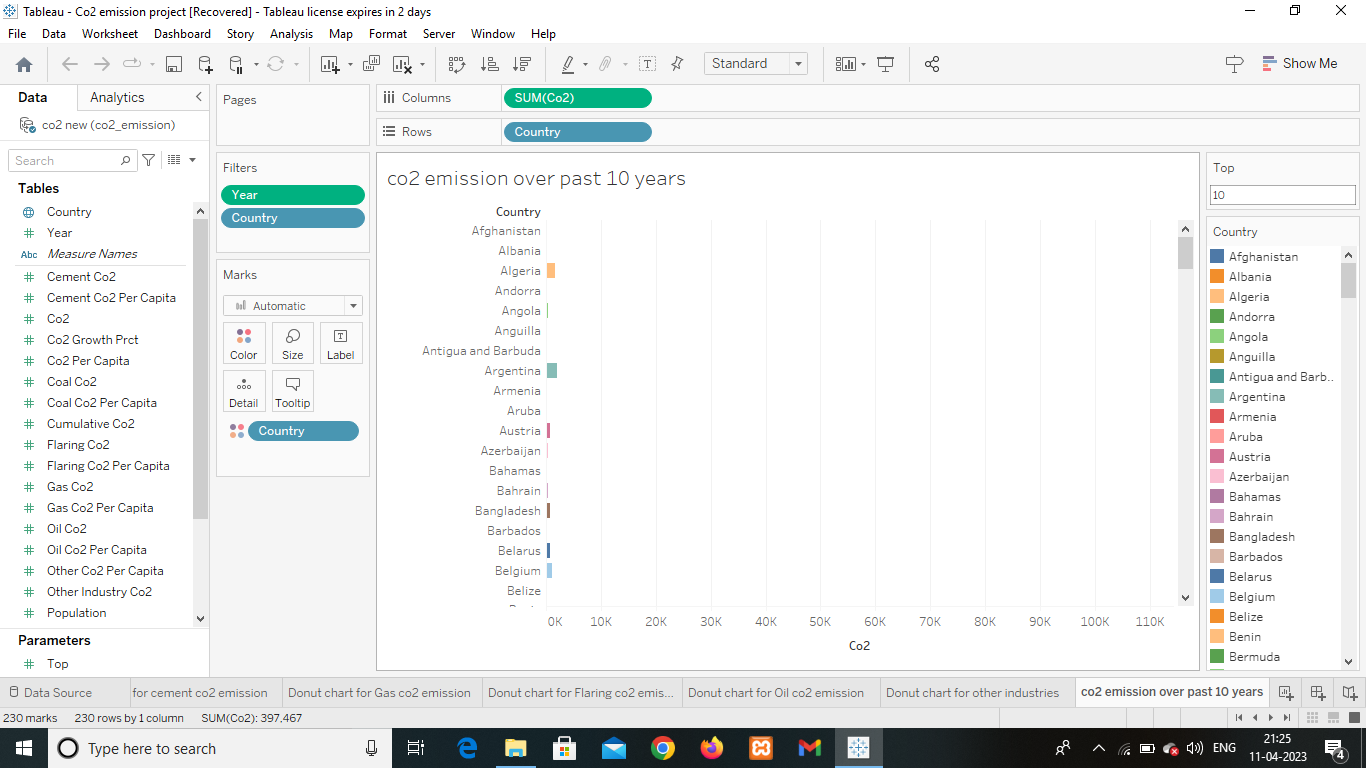 Tableau - Co2 emission project [Recovered] - Tableau license expires in 2 days
File Data Worksheet Dashboard Story Analysis Map Format Server Window Help
Standard
Show Me
Data Analytics
co2 new (co2_emission)
Search
Tables
Country
Year
Abc Measure Names
Cement Co2
Cement Co2 Per Capita
Co2
Co2 Growth Prct
Co2 Per Capita
Coal Co2
Coal Co2 Per Capita
Cumulative Co2
Flaring Co2
Flaring Co2 Per Capita
Gas Co2
Gas Co2 Per Capita
Oil Co2
Oil Co2 Per Capita
Other Co2 Per Capita
Other Industry Co2
Population
Parameters
Top
Pages
Filters
Year
Country
Marks
Automatic
Color Size Label
Detail Tooltip
Country
Columns SUM(Co2)
Rows Country
co2 emission over past 10 years
Country
Afghanistan
Albania
Algeria
Andorra
Angola
Anguilla
Antigua and Barbuda
Argentina
Armenia
Aruba
Austria
Azerbaijan
Bahamas
Bahrain
Bangladesh
Barbados
Belarus
Belgium
Belize
0K 10K 20K 30K 40K 50K 60K 70K 80K 90K 100K 110K
Co2
Top
10
Country
Afghanistan
Albania
Algeria
Andorra
Angola
Anguilla
Antigua and Barb..
Argentina
Armenia
Aruba
Austria
Azerbaijan
Bahamas
Bahrain
Bangladesh
Barbados
Belarus
Belgium
Belize
Benin
Bermuda
Data Source for cement co2 emission Donut chart for Gas co2 emission Donut chart for Flaring co2 emis... Donut chart for Oil co2 emission Donut chart for other industries co2 emission over past 10 years
230 marks 230 rows by 1 column SUM(Co2): 397,467
Type here to search
ENG
21:25
11-04-2023
4